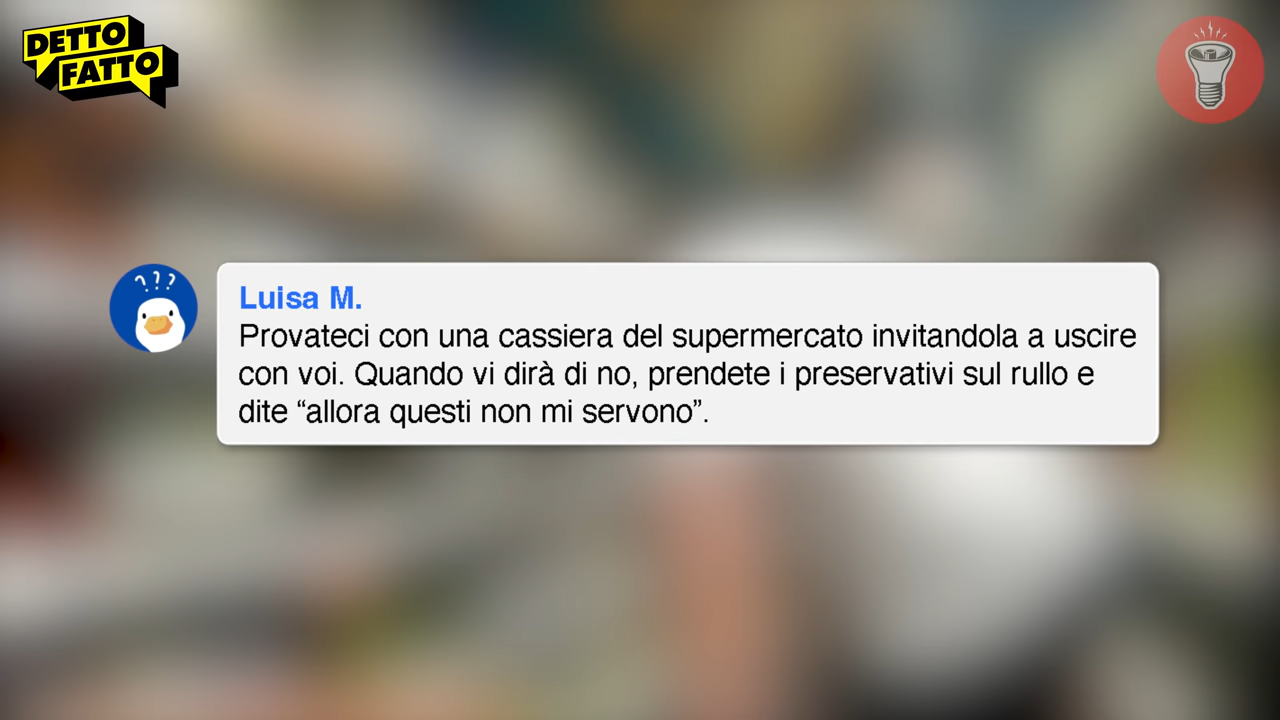 DETTO
FATTO
???
Luisa M.
Provateci con una cassiera del supermercato invitandola a uscire
con voi. Quando vi dirà di no, prendete i preservativi sul rullo e
dite “allora questi non mi servono”.